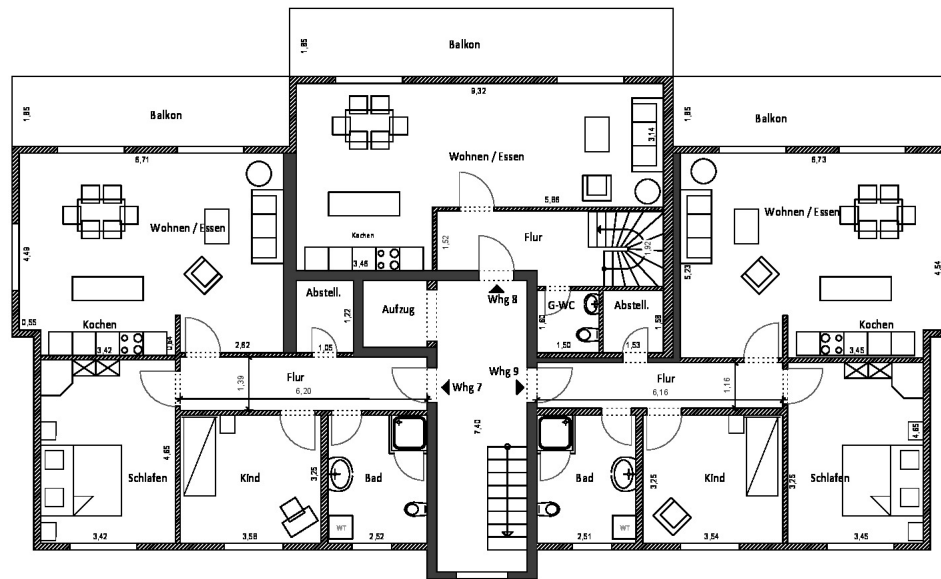 Balkon
1,85
Balkon
1,85
Balkon
1,85
9,32
Wohnen / Essen
3,14
5,86
Kochen
3,46
6,71
Wohnen / Essen
4,49
0,55
Kochen
3,42
0,84
2,62
6,73
Wohnen / Essen
5,23
4,54
Kochen
3,45
Flur
1,52
1,92
Abstell.
1,22
1,05
Aufzug
Whg 8
G-WC
1,50
Abstell.
1,58
1,53
Flur
1,39
6,20
Whg 7
Whg 9
Flur
6,16
1,16
7,40
Schlafen
4,65
3,42
Kind
3,25
3,58
Bad
WT
2,52
Bad
WT
2,51
Kind
3,25
3,54
Schlafen
3,25
4,65
3,45